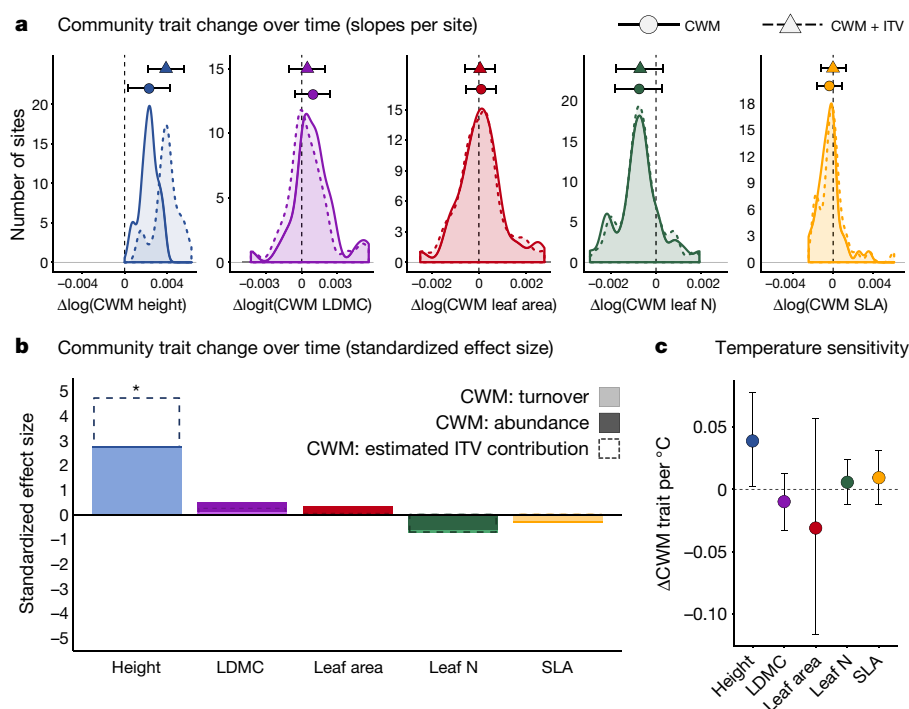 a Community trait change over time (slopes per site)
CWM
CWM + ITV
Number of sites
20
15
10
5
0
−0.004
0
0.004
Δlog(CWM height)
15
10
5
0
−0.003
0
0.003
Δlogit(CWM LDMC)
15
12
9
6
3
0
−0.002
0
0.002
Δlog(CWM leaf area)
20
15
10
5
0
−0.002
0
0.002
Δlog(CWM leaf N)
18
15
12
9
6
3
0
−0.004
0
0.004
Δlog(CWM SLA)
b Community trait change over time (standardized effect size)
Standardized effect size
5
4
3
2
1
0
−1
−2
−3
−4
−5
*
CWM: turnover
CWM: abundance
CWM: estimated ITV contribution
Height
LDMC
Leaf area
Leaf N
SLA
c Temperature sensitivity
ΔCWM trait per °C
0.05
0
−0.05
−0.10
Height
LDMC
Leaf area
Leaf N
SLA